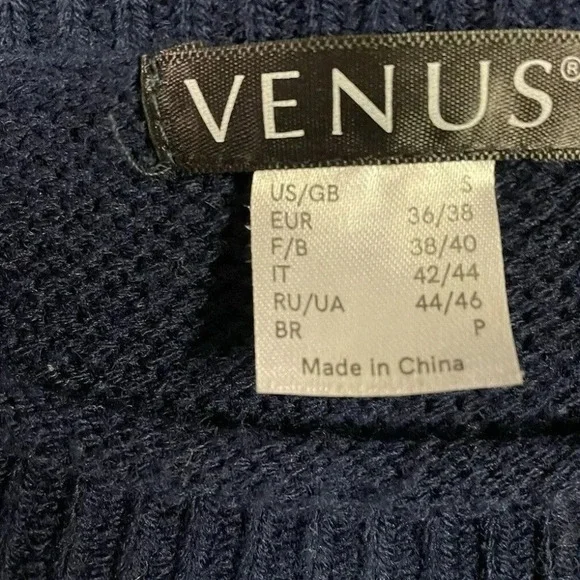 VENUS®
US/GB S
EUR 36/38
F/B 38/40
IT 42/44
RU/UA 44/46
BR P
Made in China